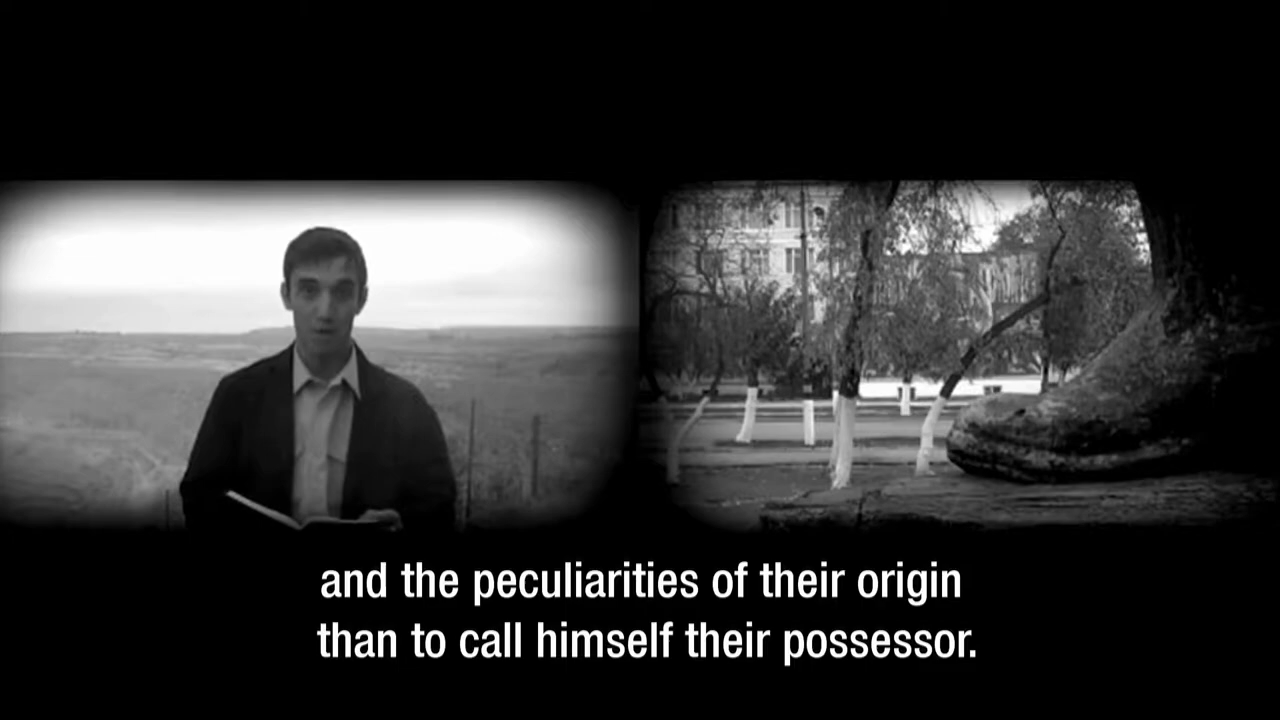 and the peculiarities of their origin
than to call himself their possessor.